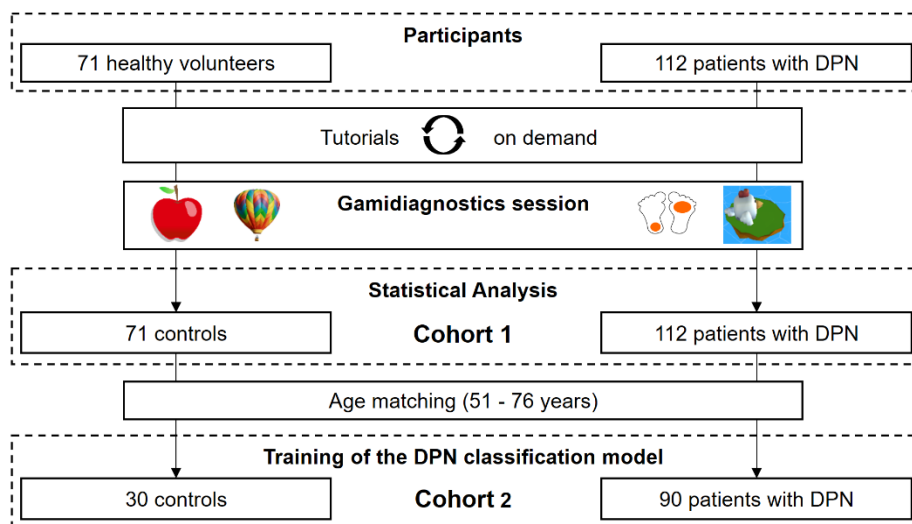 Participants
71 healthy volunteers
112 patients with DPN
Tutorials on demand
Gamidiagnostics session
Statistical Analysis
71 controls
Cohort 1
112 patients with DPN
Age matching (51 - 76 years)
Training of the DPN classification model
30 controls
Cohort 2
90 patients with DPN